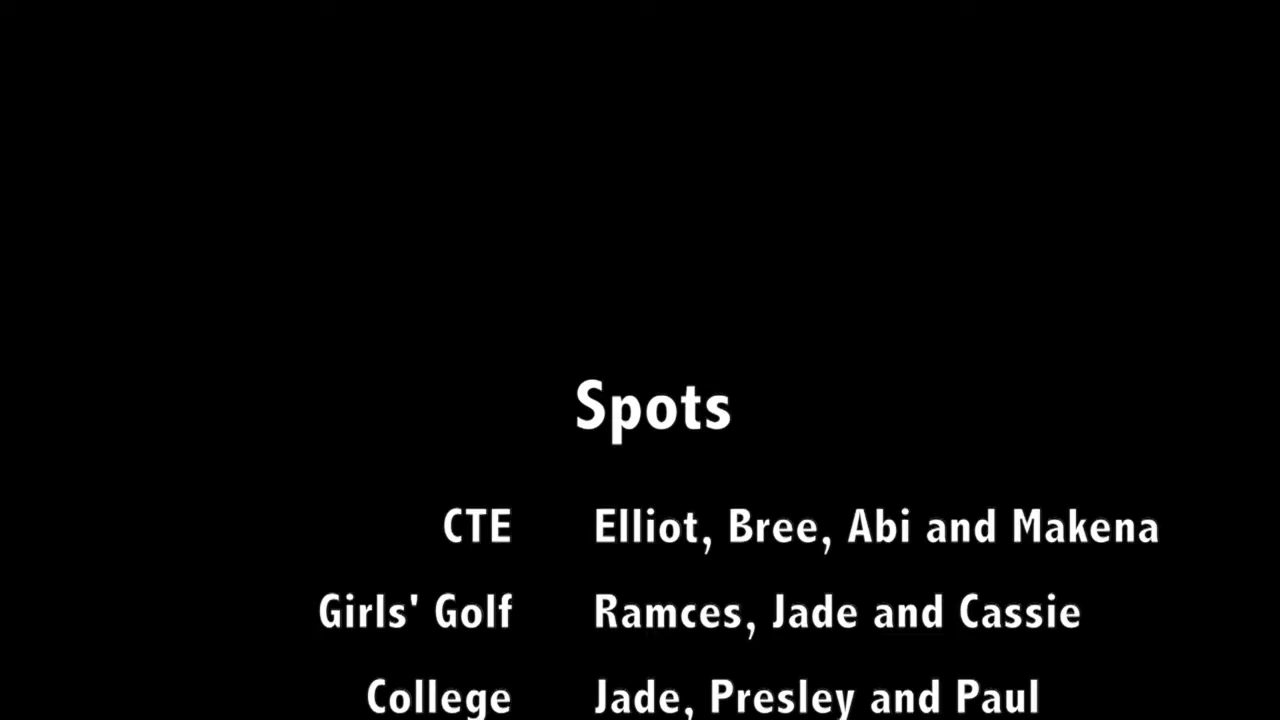 Spots
CTE Elliot, Bree, Abi and Makena
Girls' Golf Ramces, Jade and Cassie
College Jade, Presley and Paul